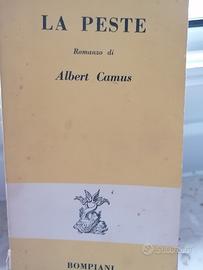 LA PESTE
Romanzo di
Albert Camus
BOMPIANI